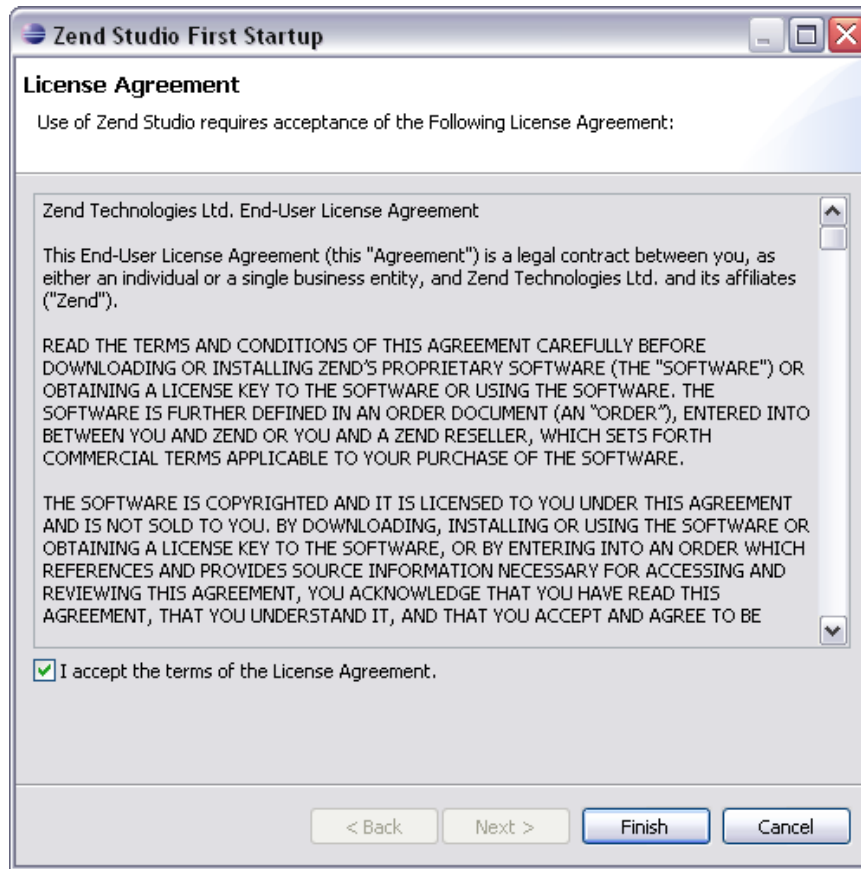 Zend Studio First Startup
License Agreement
Use of Zend Studio requires acceptance of the Following License Agreement:
Zend Technologies Ltd. End-User License Agreement
This End-User License Agreement (this "Agreement") is a legal contract between you, as
either an individual or a single business entity, and Zend Technologies Ltd. and its affiliates
("Zend").
READ THE TERMS AND CONDITIONS OF THIS AGREEMENT CAREFULLY BEFORE
DOWNLOADING OR INSTALLING ZEND'S PROPRIETARY SOFTWARE (THE "SOFTWARE") OR
OBTAINING A LICENSE KEY TO THE SOFTWARE OR USING THE SOFTWARE. THE
SOFTWARE IS FURTHER DEFINED IN AN ORDER DOCUMENT (AN “ORDER”), ENTERED INTO
BETWEEN YOU AND ZEND OR YOU AND A ZEND RESELLER, WHICH SETS FORTH
COMMERCIAL TERMS APPLICABLE TO YOUR PURCHASE OF THE SOFTWARE.
THE SOFTWARE IS COPYRIGHTED AND IT IS LICENSED TO YOU UNDER THIS AGREEMENT
AND IS NOT SOLD TO YOU. BY DOWNLOADING, INSTALLING OR USING THE SOFTWARE OR
OBTAINING A LICENSE KEY TO THE SOFTWARE, OR BY ENTERING INTO AN ORDER WHICH
REFERENCES AND PROVIDES SOURCE INFORMATION NECESSARY FOR ACCESSING AND
REVIEWING THIS AGREEMENT, YOU ACKNOWLEDGE THAT YOU HAVE READ THIS
AGREEMENT, THAT YOU UNDERSTAND IT, AND THAT YOU ACCEPT AND AGREE TO BE
I accept the terms of the License Agreement.
< Back Next > Finish Cancel